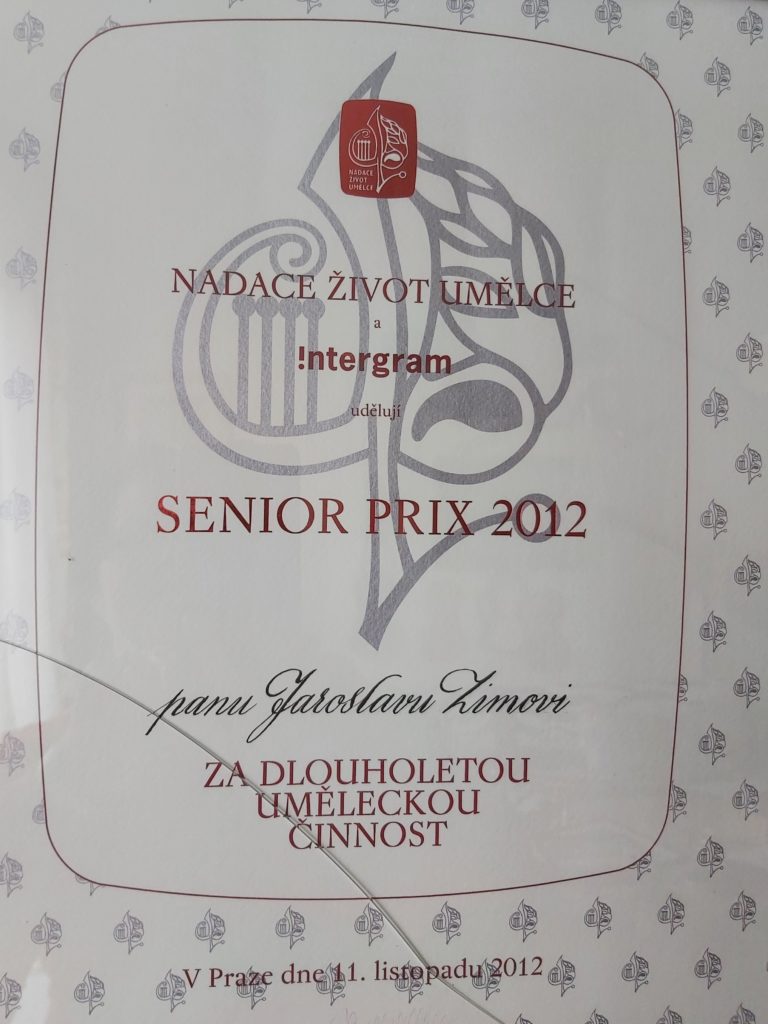 NADACE
ŽIVOT
UMĚLCE
NADACE ŽIVOT UMĚLCE
a
!ntergram
udělují
SENIOR PRIX 2012
panu Jaroslavu Zimovi
ZA DLOUHOLETOU
UMĚLECKOU
ČINNOST
V Praze dne 11. listopadu 2012